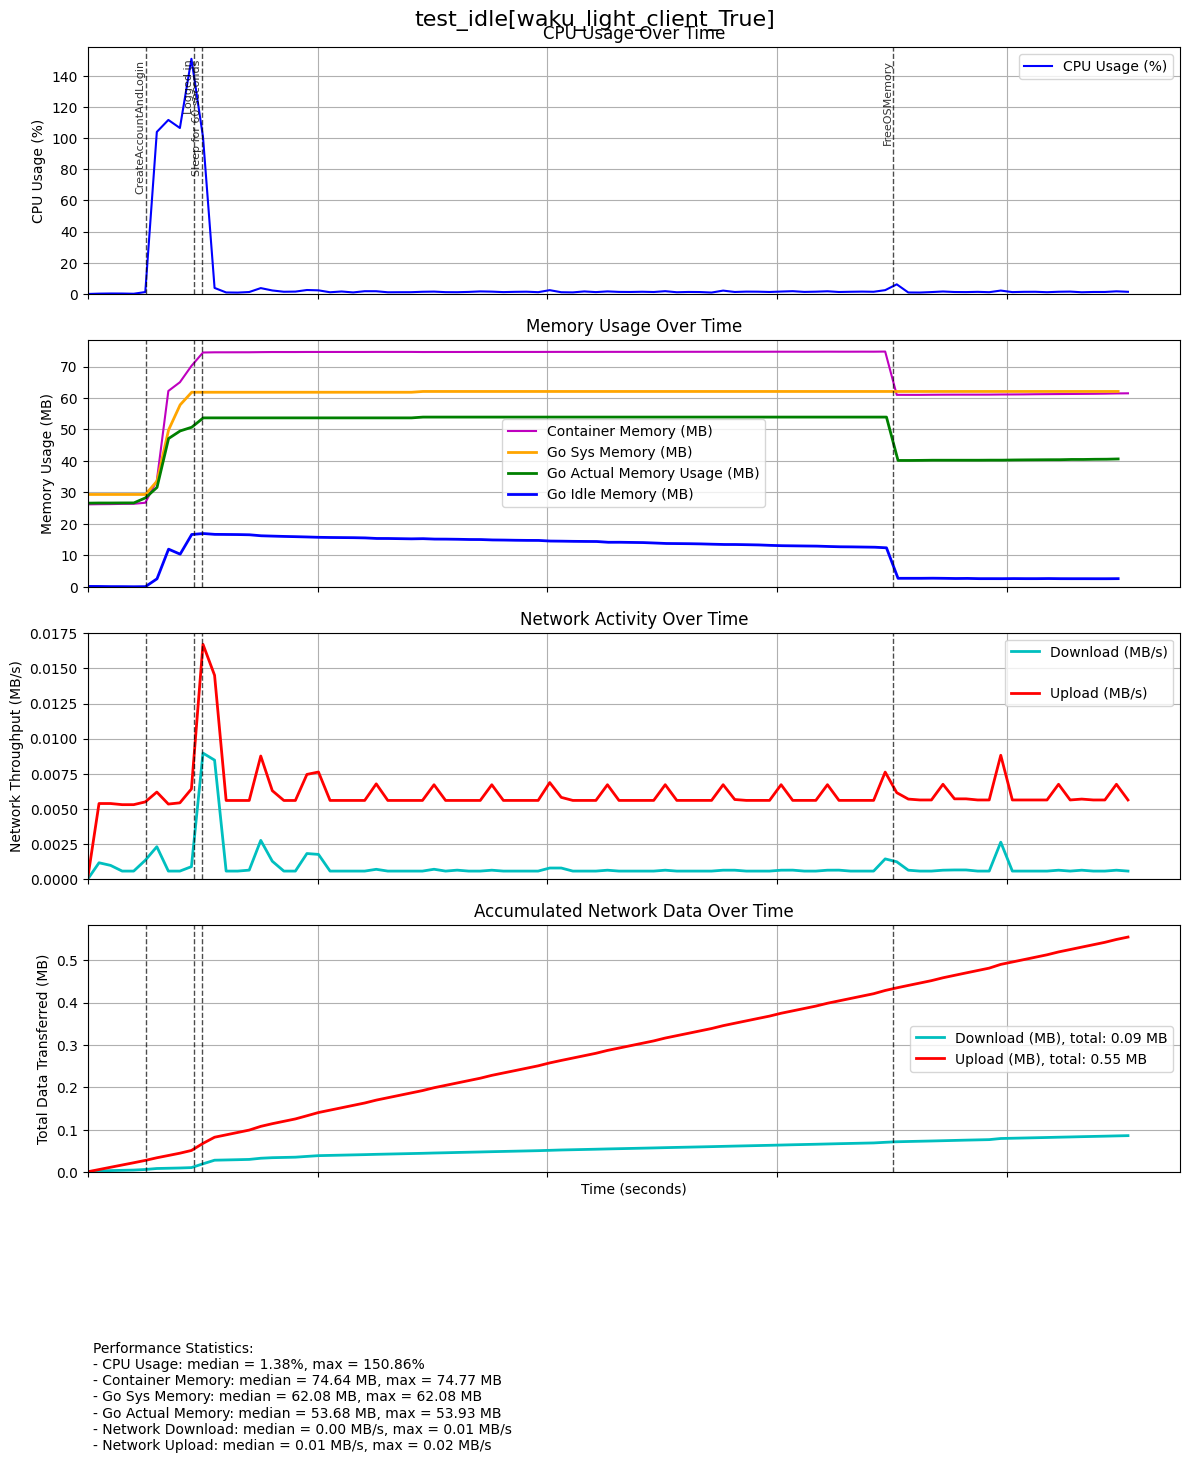 test_idle[waku_light_client_True]
CPU Usage Over Time
CPU Usage (%)
140
120
100
80
60
40
20
0
CreateAccountAndLogin
Logged in
Sleep for 60 seconds
FreeOSMemory
CPU Usage (%)
Memory Usage Over Time
Memory Usage (MB)
70
60
50
40
30
20
10
0
Container Memory (MB)
Go Sys Memory (MB)
Go Actual Memory Usage (MB)
Go Idle Memory (MB)
Network Activity Over Time
Network Throughput (MB/s)
0.0175
0.0150
0.0125
0.0100
0.0075
0.0050
0.0025
0.0000
Download (MB/s)
Upload (MB/s)
Accumulated Network Data Over Time
Total Data Transferred (MB)
0.5
0.4
0.3
0.2
0.1
0.0
Download (MB), total: 0.09 MB
Upload (MB), total: 0.55 MB
Time (seconds)
Performance Statistics:
- CPU Usage: median = 1.38%, max = 150.86%
- Container Memory: median = 74.64 MB, max = 74.77 MB
- Go Sys Memory: median = 62.08 MB, max = 62.08 MB
- Go Actual Memory: median = 53.68 MB, max = 53.93 MB
- Network Download: median = 0.00 MB/s, max = 0.01 MB/s
- Network Upload: median = 0.01 MB/s, max = 0.02 MB/s